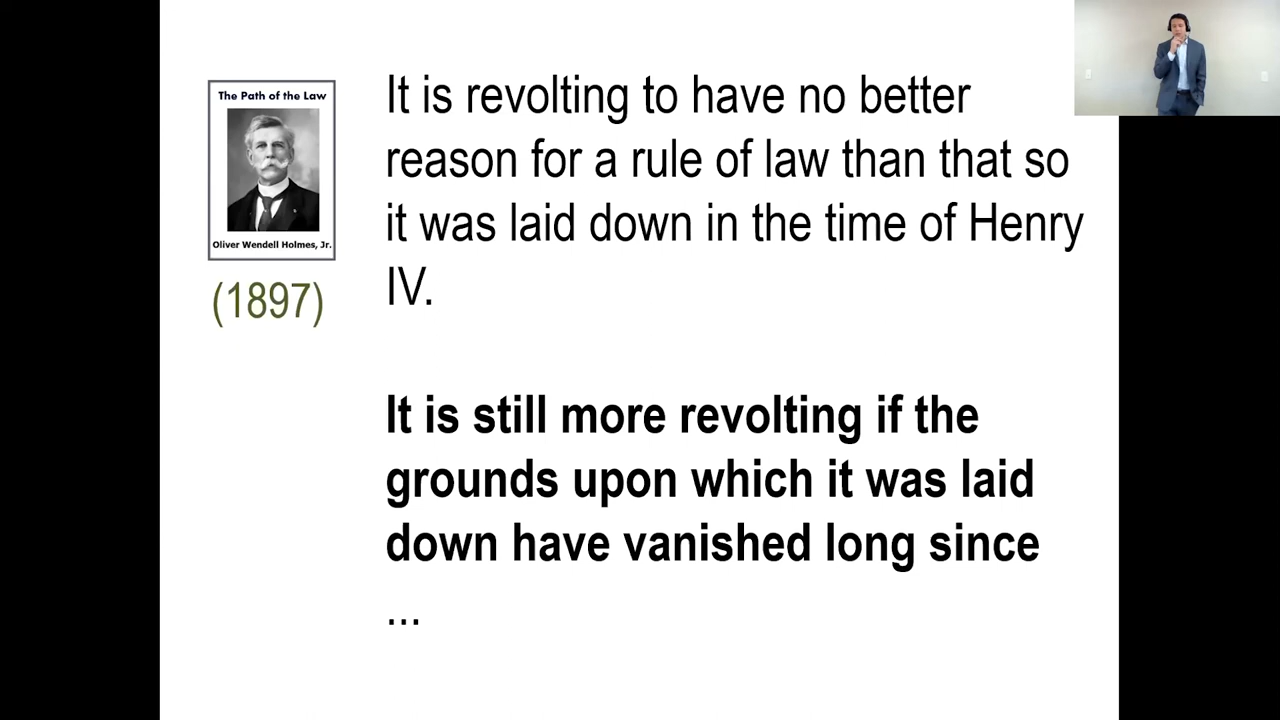 The Path of the Law
Oliver Wendell Holmes, Jr.
(1897)
It is revolting to have no better
reason for a rule of law than that so
it was laid down in the time of Henry
IV.
It is still more revolting if the
grounds upon which it was laid
down have vanished long since
...